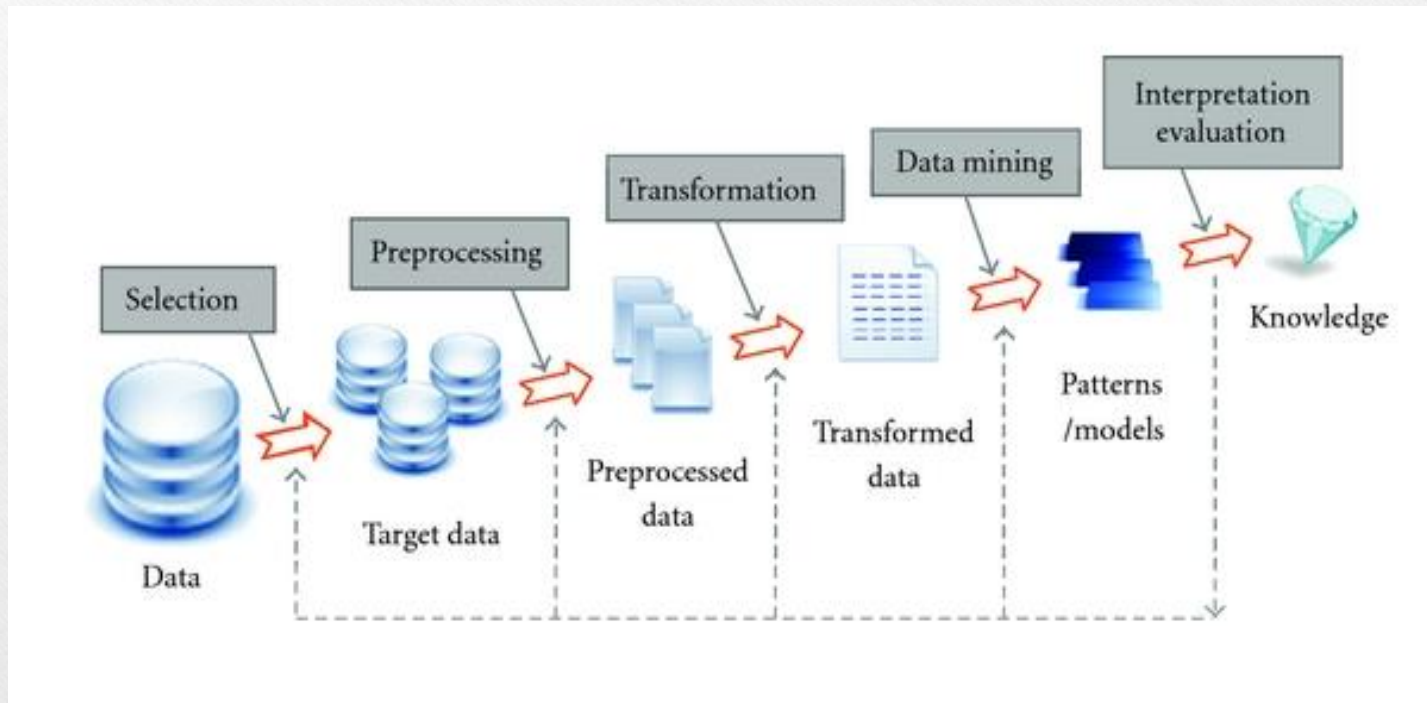 Interpretation
evaluation
Data mining
Transformation
Preprocessing
Selection
Knowledge
Patterns
/models
Transformed
data
Preprocessed
data
Target data
Data